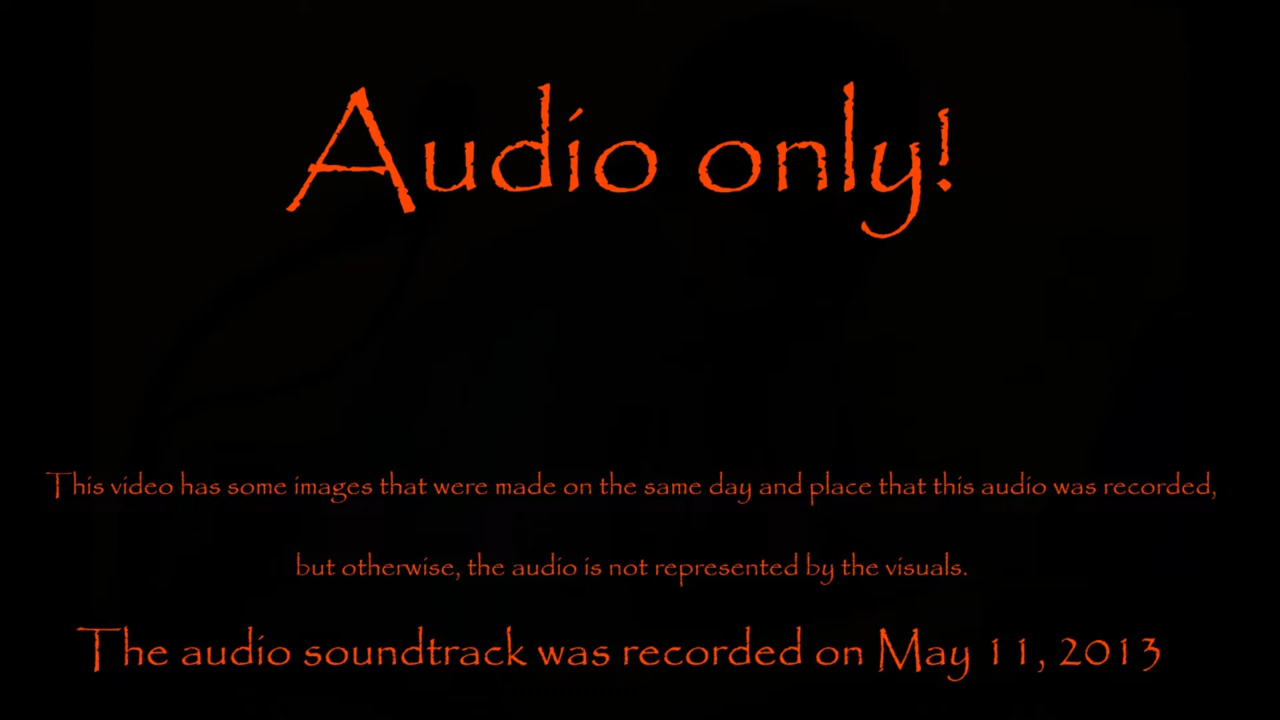 Audio only!
This video has some images that were made on the same day and place that this audio was recorded,
but otherwise, the audio is not represented by the visuals.
The audio soundtrack was recorded on May 11, 2013